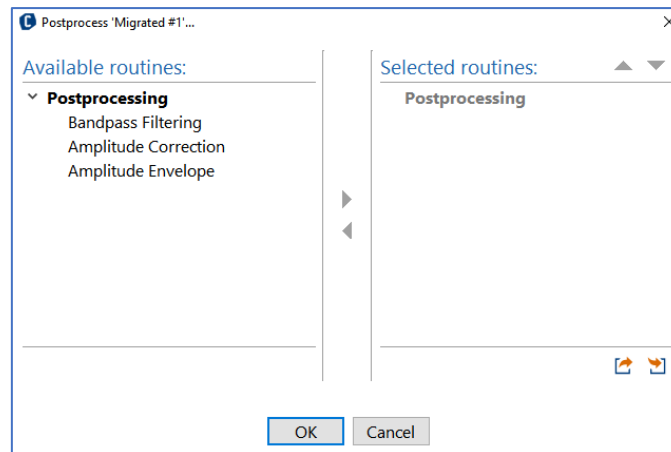 Postprocess 'Migrated #1'...
Available routines:
Postprocessing
Bandpass Filtering
Amplitude Correction
Amplitude Envelope
Selected routines:
Postprocessing
OK
Cancel